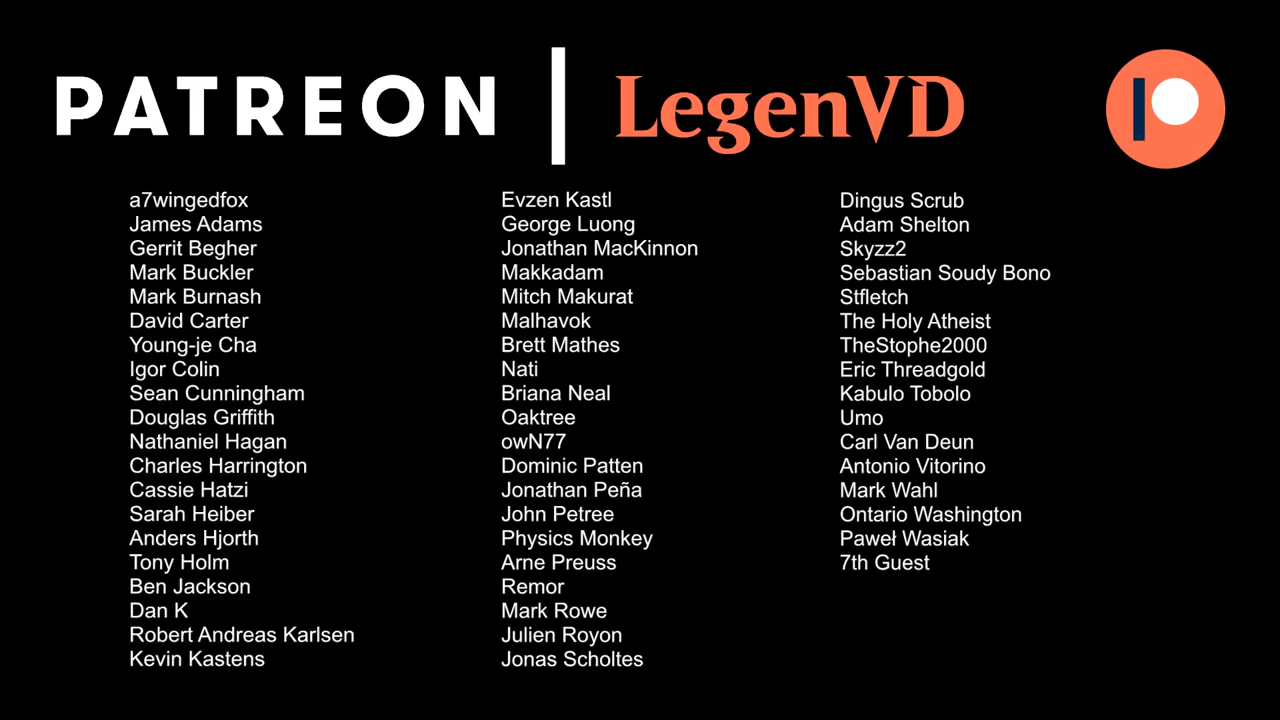 PATREON | LegenVD
a7wingedfox
James Adams
Gerrit Begher
Mark Buckler
Mark Burnash
David Carter
Young-je Cha
Igor Colin
Sean Cunningham
Douglas Griffith
Nathaniel Hagan
Charles Harrington
Cassie Hatzi
Sarah Heiber
Anders Hjorth
Tony Holm
Ben Jackson
Dan K
Robert Andreas Karlsen
Kevin Kastens
Evzen Kastl
George Luong
Jonathan MacKinnon
Makkadam
Mitch Makurat
Malhavok
Brett Mathes
Nati
Briana Neal
Oaktree
owN77
Dominic Patten
Jonathan Peña
John Petree
Physics Monkey
Arne Preuss
Remor
Mark Rowe
Julien Royon
Jonas Scholtes
Dingus Scrub
Adam Shelton
Skyzz2
Sebastian Soudy Bono
Stfletch
The Holy Atheist
TheStophe2000
Eric Threadgold
Kabulo Tobolo
Umo
Carl Van Deun
Antonio Vitorino
Mark Wahl
Ontario Washington
Paweł Wasiak
7th Guest